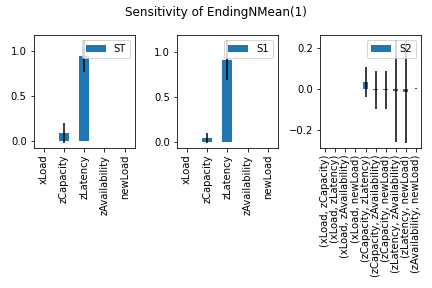 Sensitivity of EndingNMean(1)
ST
1.0
0.5
0.0
xLoad
zCapacity
zLatency
zAvailability
newLoad
S1
1.0
0.5
0.0
xLoad
zCapacity
zLatency
zAvailability
newLoad
S2
0.2
0.0
−0.2
(xLoad, zCapacity)
(xLoad, zLatency)
(xLoad, zAvailability)
(xLoad, newLoad)
(zCapacity, zLatency)
(zCapacity, zAvailability)
(zCapacity, newLoad)
(zLatency, zAvailability)
(zLatency, newLoad)
(zAvailability, newLoad)